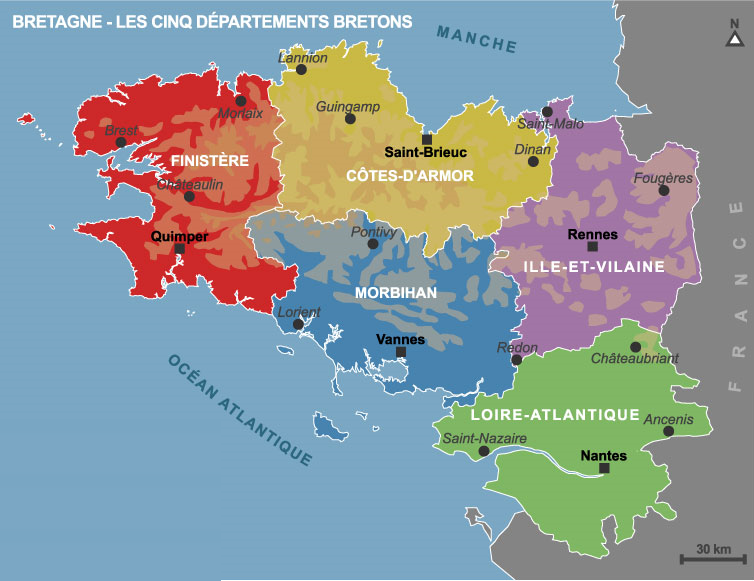 BRETAGNE - LES CINQ DÉPARTEMENTS BRETONS
MANCHE
N
Lannion
Guingamp
Morlaix
Brest
Saint-Malo
Saint-Brieuc
Dinan
FINISTÈRE
CÔTES-D'ARMOR
Châteaulin
Fougères
Quimper
Pontivy
Rennes
ILLE-ET-VILAINE
MORBIHAN
Lorient
Vannes
Redon
Châteaubriant
FRANCE
OCÉAN ATLANTIQUE
LOIRE-ATLANTIQUE
Ancenis
Saint-Nazaire
Nantes
30 km